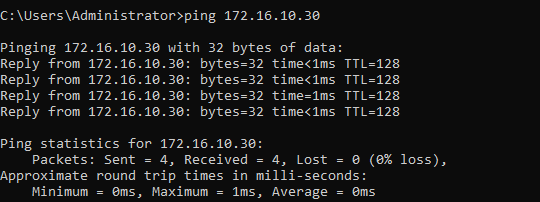 C:\Users\Administrator>ping 172.16.10.30
Pinging 172.16.10.30 with 32 bytes of data:
Reply from 172.16.10.30: bytes=32 time<1ms TTL=128
Reply from 172.16.10.30: bytes=32 time<1ms TTL=128
Reply from 172.16.10.30: bytes=32 time=1ms TTL=128
Reply from 172.16.10.30: bytes=32 time<1ms TTL=128
Ping statistics for 172.16.10.30:
    Packets: Sent = 4, Received = 4, Lost = 0 (0% loss),
Approximate round trip times in milli-seconds:
    Minimum = 0ms, Maximum = 1ms, Average = 0ms